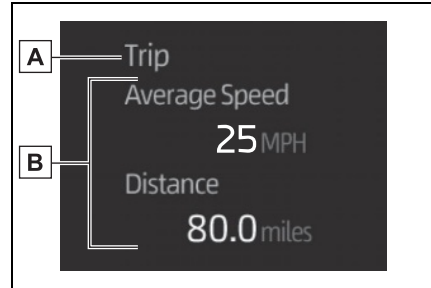 A
Trip
Average Speed
25 MPH
B
Distance
80.0 miles